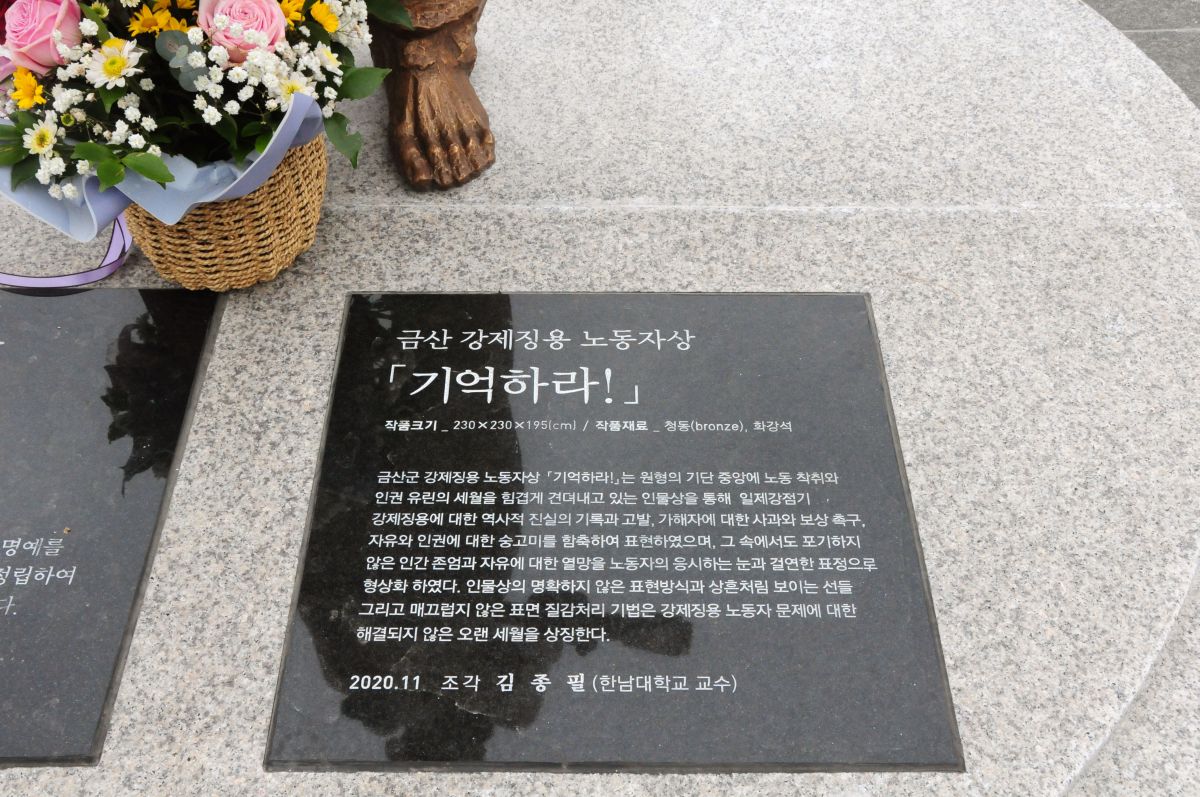 금산 강제징용 노동자상
「기억하라!」
작품크기 _ 230×230×195(cm) / 작품재료 _ 청동(bronze), 화강석
금산군 강제징용 노동자상 「기억하라!」는 원형의 기단 중앙에 노동 착취와
인권 유린의 세월을 힘겹게 견뎌내고 있는 인물상을 통해 일제강점기
강제징용에 대한 역사적 진실의 기록과 고발, 가해자에 대한 사과와 보상 촉구,
자유와 인권에 대한 숭고미를 함축하여 표현하였으며, 그 속에서도 포기하지
않은 인간 존엄과 자유에 대한 열망을 노동자의 응시하는 눈과 결연한 표정으로
형상화 하였다. 인물상의 명확하지 않은 표현방식과 상흔처럼 보이는 선들
그리고 매끄럽지 않은 표면 질감처리 기법은 강제징용 노동자 문제에 대한
해결되지 않은 오랜 세월을 상징한다.
2020.11 조각 김 종 필 (한남대학교 교수)
명예를
정립하여
다.